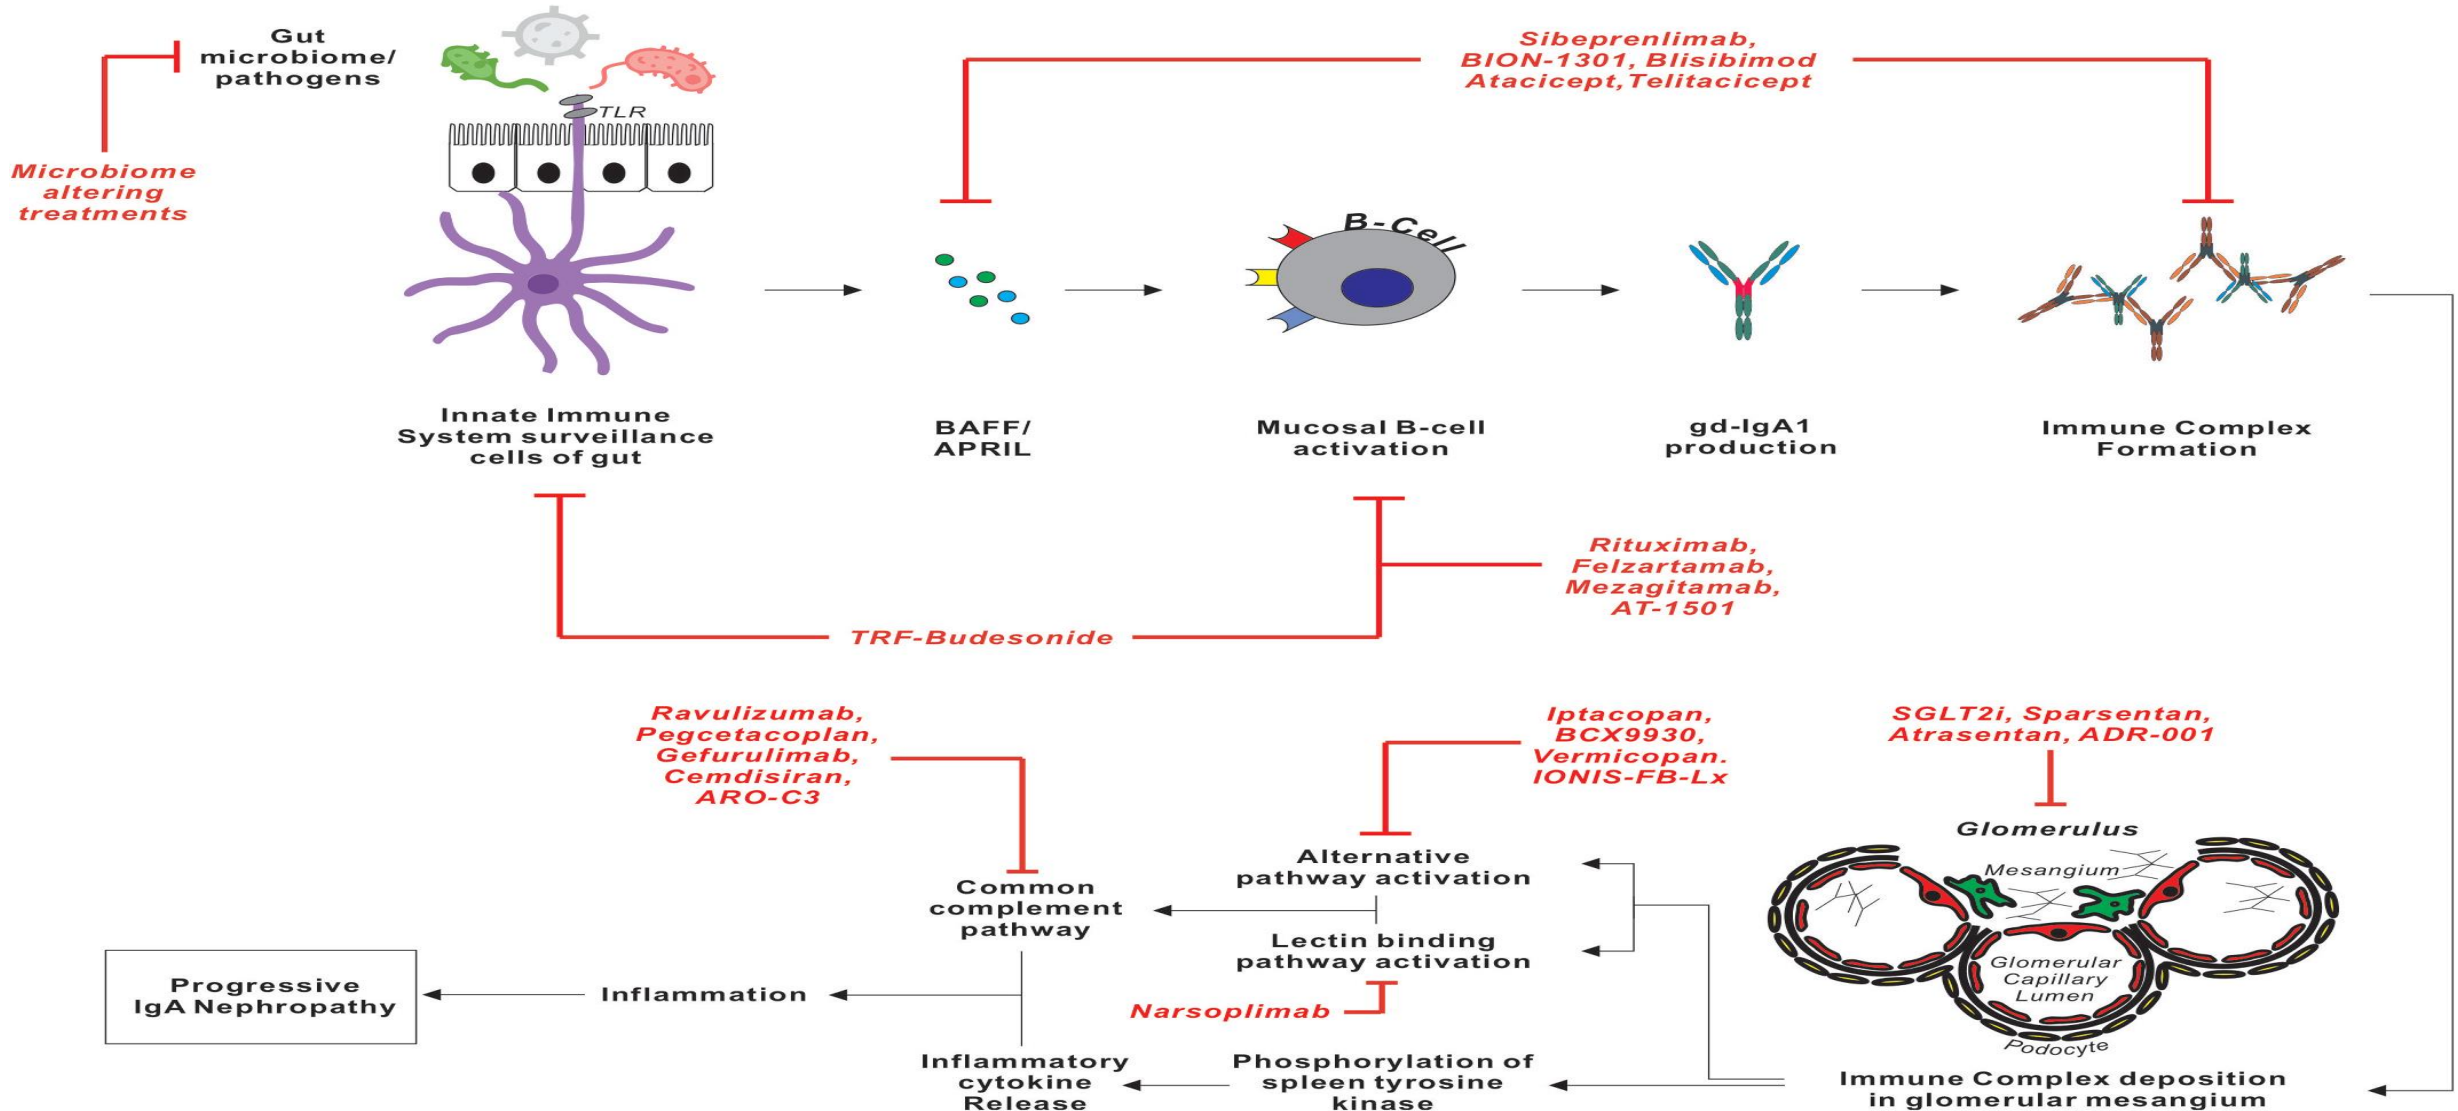 Gut
microbiome/
pathogens
TLR
Microbiome
altering
treatments
Sibeprenlimab,
BION-1301, Blisibimod
Atacicept, Telitacicept
B-Cell
Innate Immune
System surveillance
cells of gut
BAFF/
APRIL
Mucosal B-cell
activation
gd-IgA1
production
Immune Complex
Formation
Rituximab,
Felzartamab,
Mezagitamab,
AT-1501
TRF-Budesonide
Ravulizumab,
Pegcetacoplan,
Gefurulimab,
Cemdisiran,
ARO-C3
Iptacopan,
BCX9930,
Vermicopan.
IONIS-FB-Lx
SGLT2i, Sparsentan,
Atrasentan, ADR-001
Glomerulus
Mesangium
Glomerular
Capillary
Lumen
Podocyte
Alternative
pathway activation
Common
complement
pathway
Lectin binding
pathway activation
Narsoplimab
Progressive
IgA Nephropathy
Inflammation
Inflammatory
cytokine
Release
Phosphorylation of
spleen tyrosine
kinase
Immune Complex deposition
in glomerular mesangium